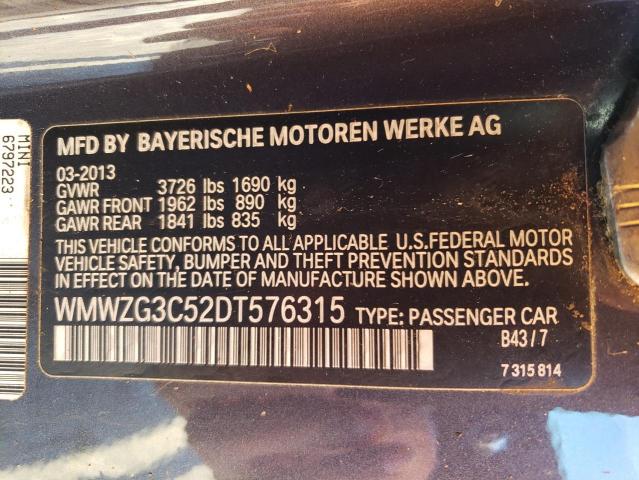 MFD BY BAYERISCHE MOTOREN WERKE AG
03-2013
GVWR 3726 lbs 1690 kg
GAWR FRONT 1962 lbs 890 kg
GAWR REAR 1841 lbs 835 kg
THIS VEHICLE CONFORMS TO ALL APPLICABLE U.S.FEDERAL MOTOR
VEHICLE SAFETY, BUMPER AND THEFT PREVENTION STANDARDS
IN EFFECT ON THE DATE OF MANUFACTURE SHOWN ABOVE.
WMWZG3C52DT576315 TYPE: PASSENGER CAR
B43/7
7315814
MINI
6797223